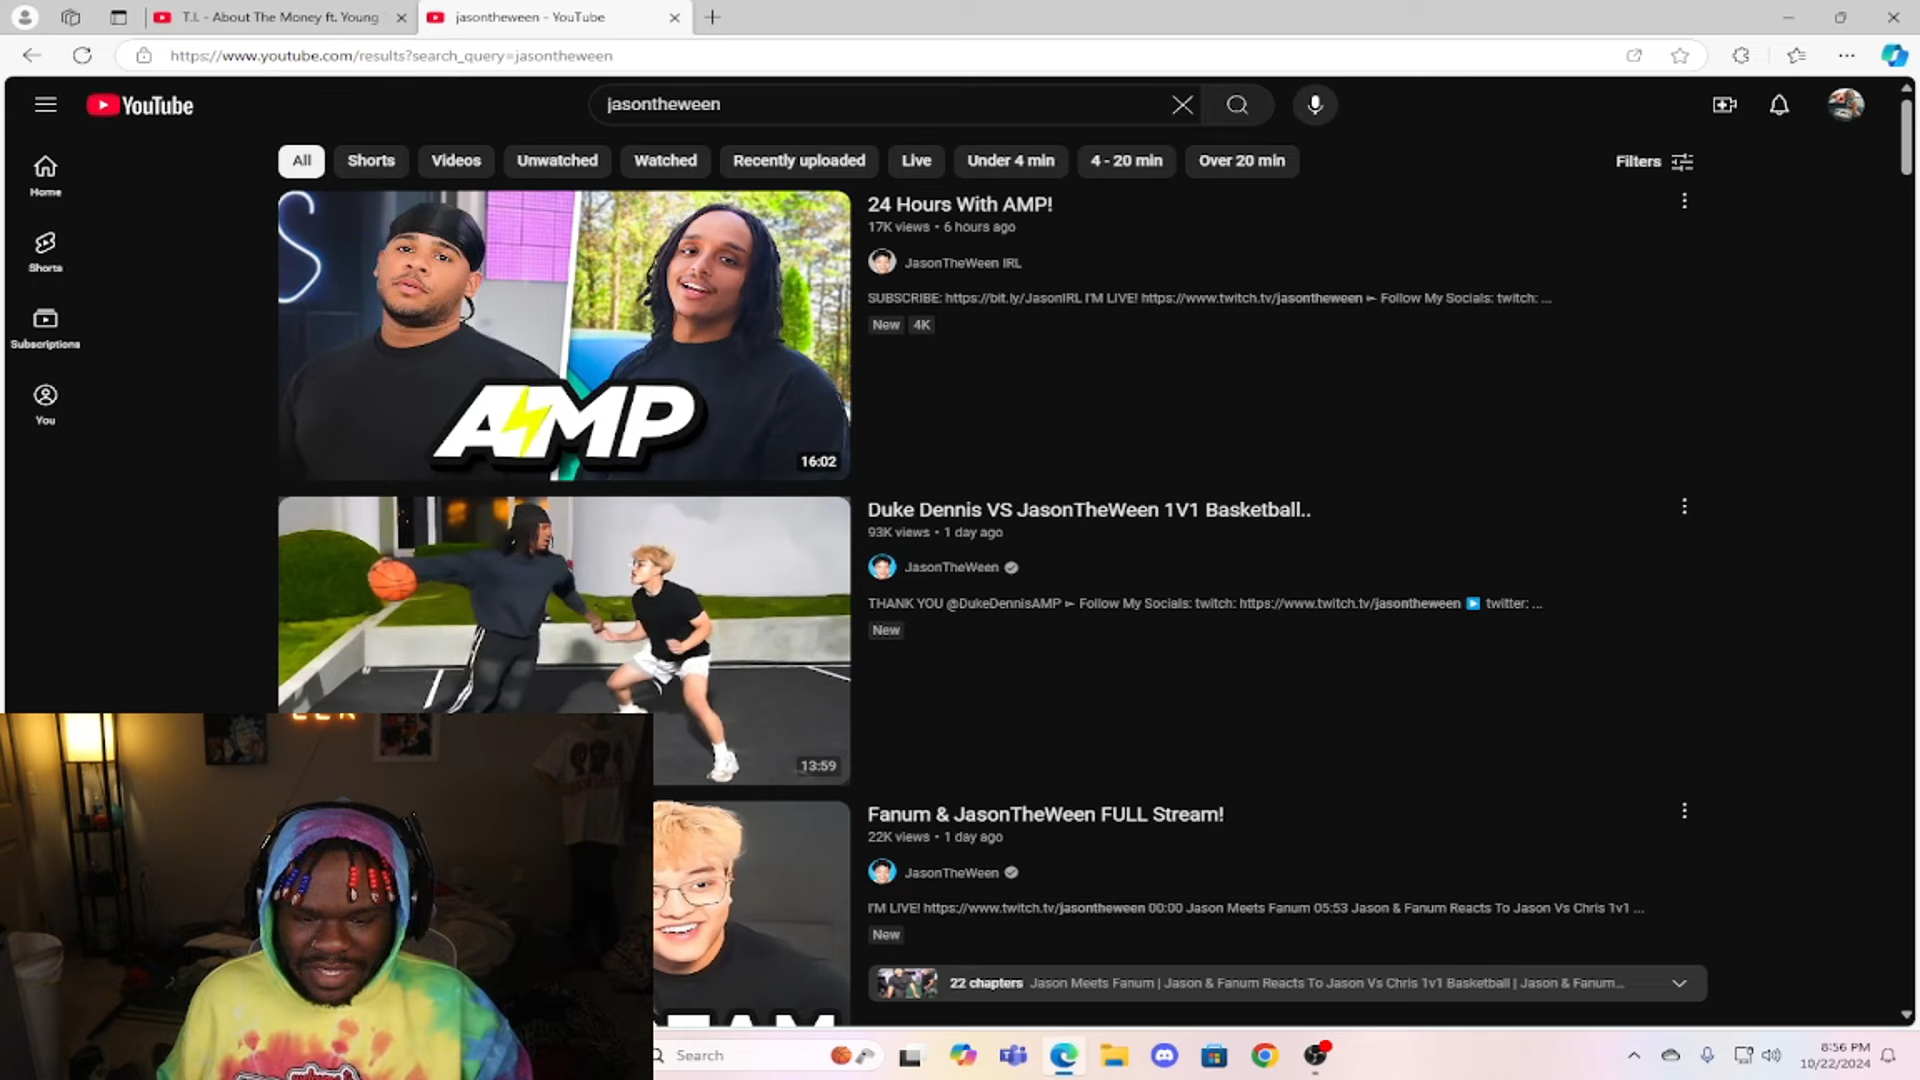 T.I. - About The Money ft. Young
jasontheween - YouTube
https://www.youtube.com/results?search_query=jasontheween
YouTube
jasontheween
All
Shorts
Videos
Unwatched
Watched
Recently uploaded
Live
Under 4 min
4 - 20 min
Over 20 min
Filters
Home
Shorts
Subscriptions
You
AMP
16:02
24 Hours With AMP!
17K views • 6 hours ago
JasonTheWeen IRL
SUBSCRIBE: https://bit.ly/JasonIRL I'M LIVE! https://www.twitch.tv/jasontheween ► Follow My Socials: twitch: ...
New 4K
13:59
Duke Dennis VS JasonTheWeen 1V1 Basketball..
93K views • 1 day ago
JasonTheWeen
THANK YOU @DukeDennisAMP ► Follow My Socials: twitch: https://www.twitch.tv/jasontheween ▶️ twitter: ...
New
Fanum & JasonTheWeen FULL Stream!
22K views • 1 day ago
JasonTheWeen
I'M LIVE! https://www.twitch.tv/jasontheween 00:00 Jason Meets Fanum 05:53 Jason & Fanum Reacts To Jason Vs Chris 1v1 ...
New
22 chapters Jason Meets Fanum | Jason & Fanum Reacts To Jason Vs Chris 1v1 Basketball | Jason & Fanum...
Search
8:56 PM
10/22/2024